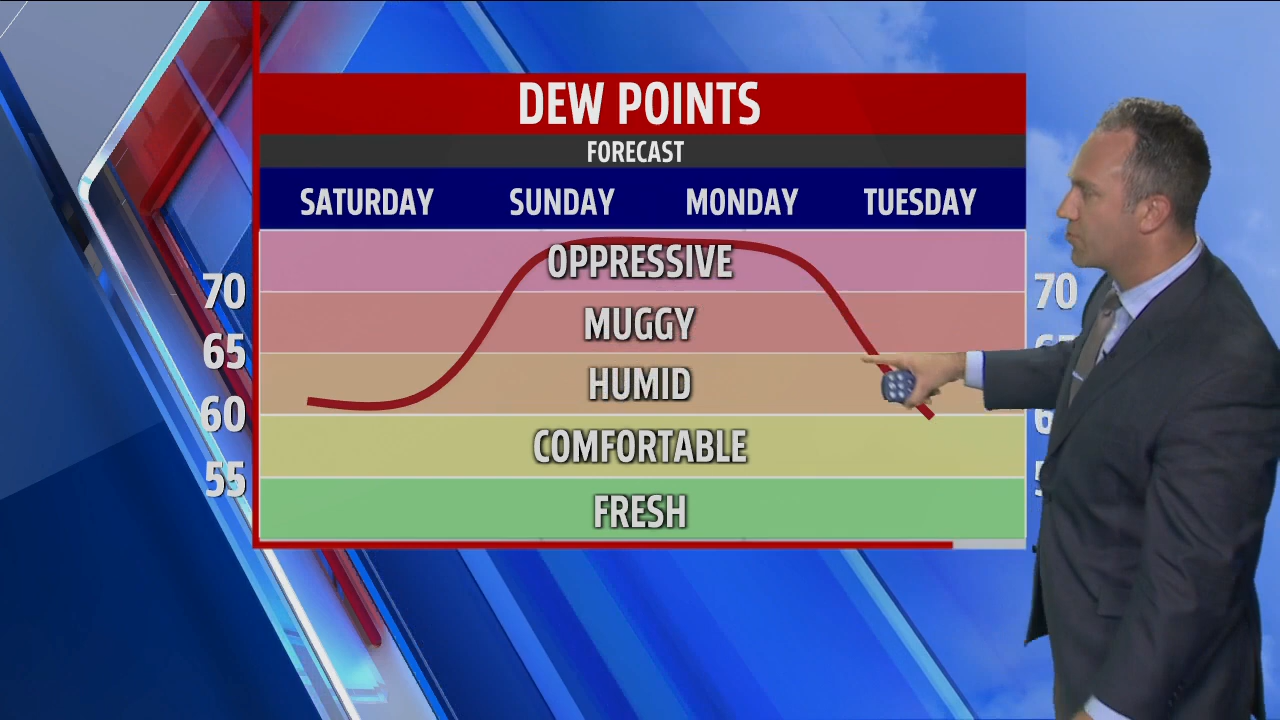 DEW POINTS
FORECAST
SATURDAY SUNDAY MONDAY TUESDAY
OPPRESSIVE
70 70
MUGGY
65
HUMID
60
COMFORTABLE
55
FRESH